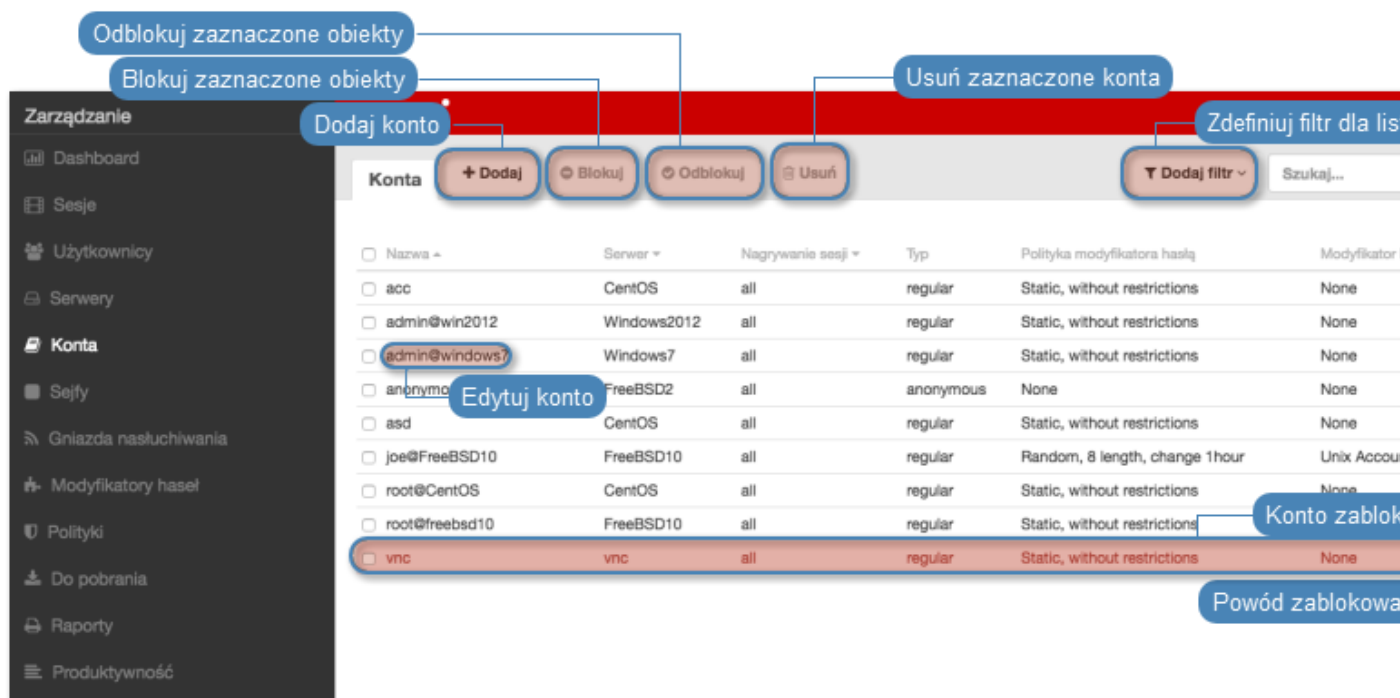 Odblokuj zaznaczone obiekty
Blokuj zaznaczone obiekty
Usuń zaznaczone konta
Zarządzanie
Dodaj konto
Zdefiniuj filtr dla
Dashboard
Sesje
Użytkownicy
Serwery
Konta
Sejfy
Gniazda nasłuchiwania
Modyfikatory haseł
Polityki
Do pobrania
Raporty
Produktywność
Konta
+ Dodaj
Blokuj
Odblokuj
Usuń
Dodaj filtr
Szukaj...
Nazwa Serwer Nagrywanie sesji Typ Polityka modyfikatora hasłą Modyfikator
acc CentOS all regular Static, without restrictions None
admin@win2012 Windows2012 all regular Static, without restrictions None
admin@windows7 Windows7 all regular Static, without restrictions None
FreeBSD2 all anonymous None None
Edytuj konto
asd CentOS all regular Static, without restrictions None
joe@FreeBSD10 FreeBSD10 all regular Random, 8 length, change 1hour Unix
root@CentOS CentOS all regular Static, without restrictions None
root@freebsd10 FreeBSD10 all regular Static, without restrictions
Konto
vnc vnc all regular Static, without restrictions None
Powód